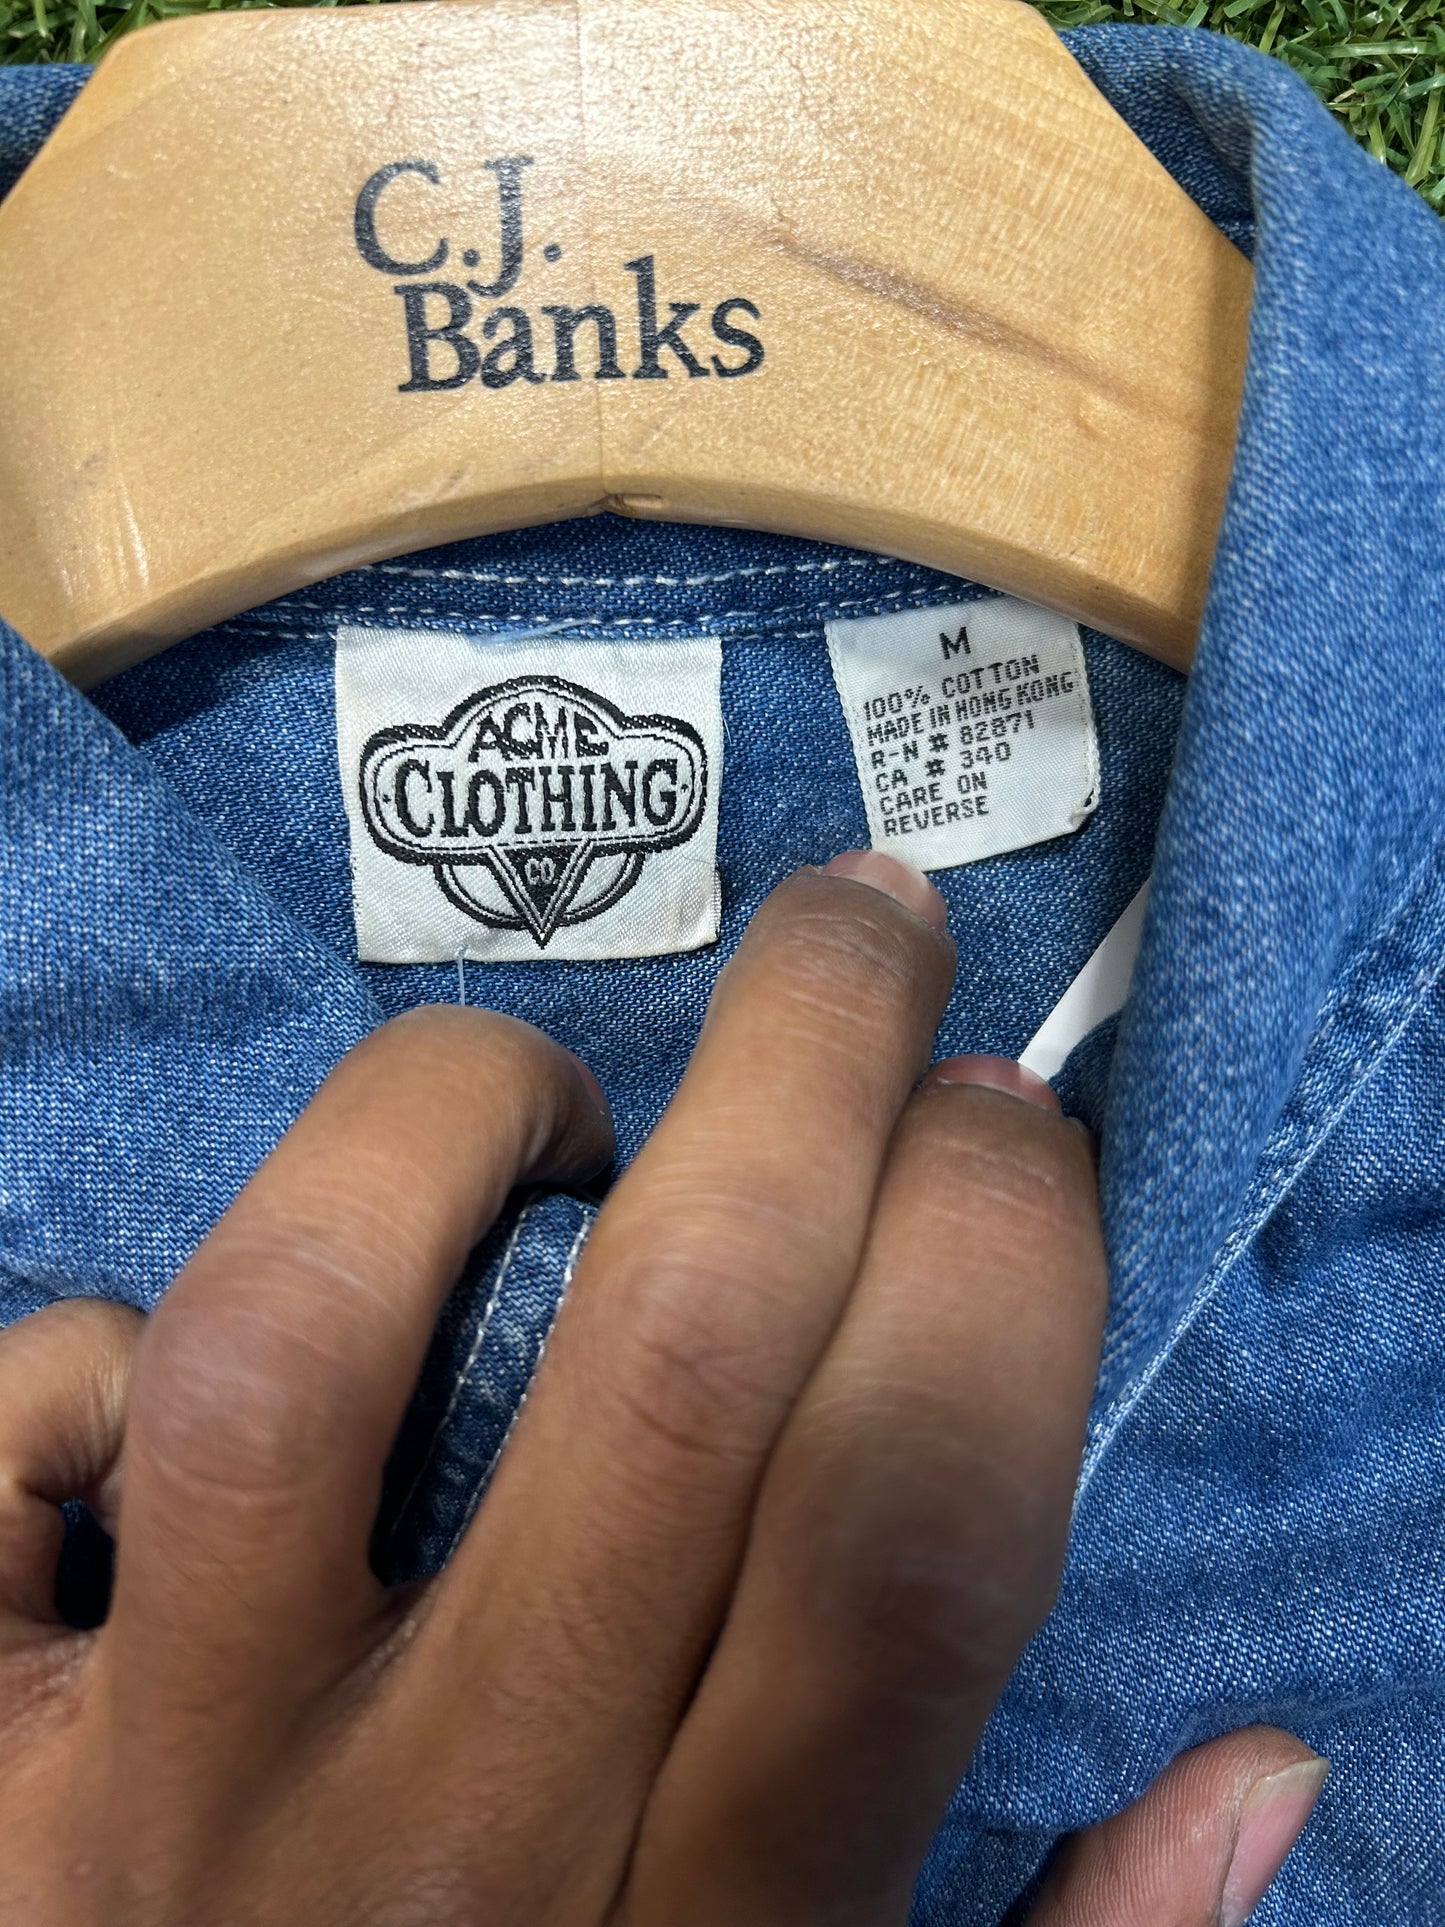 C.J.
Banks
ACME
CLOTHING
CO.
M
100% COTTON
MADE IN HONG KONG
R-N # 82871
CA # 340
CARE ON
REVERSE